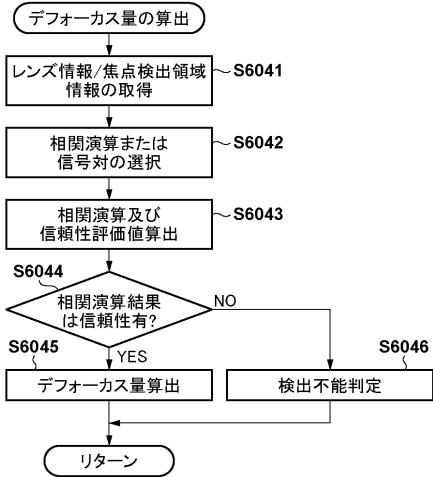 デフォーカス量の算出
レンズ情報/焦点検出領域
情報の取得
S6041
相関演算または
信号対の選択
S6042
相関演算及び
信頼性評価値算出
S6043
S6044
相関演算結果
は信頼性有?
NO
YES
S6045
デフォーカス量算出
S6046
検出不能判定
リターン